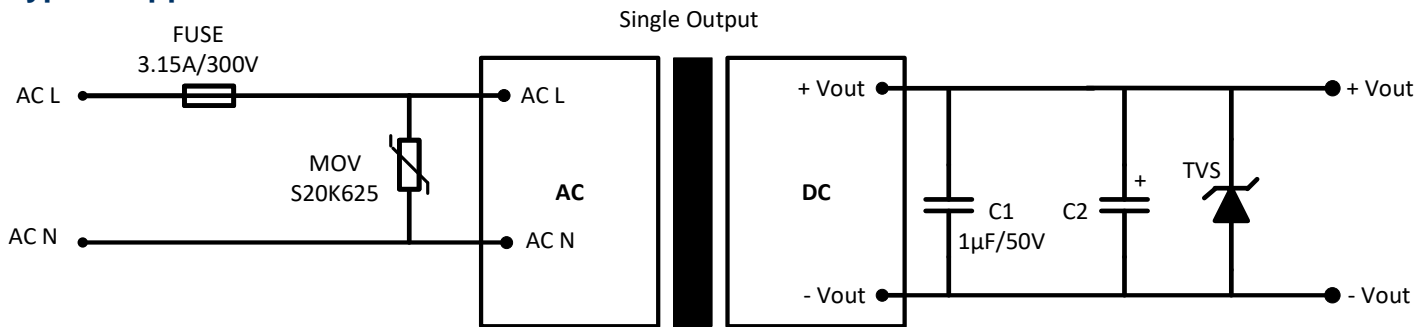 Single Output
FUSE
3.15A/300V
AC L
AC L
MOV
S20K625
AC
AC N
AC N
+ Vout
DC
- Vout
C1
1µF/50V
C2
+
TVS
+ Vout
- Vout